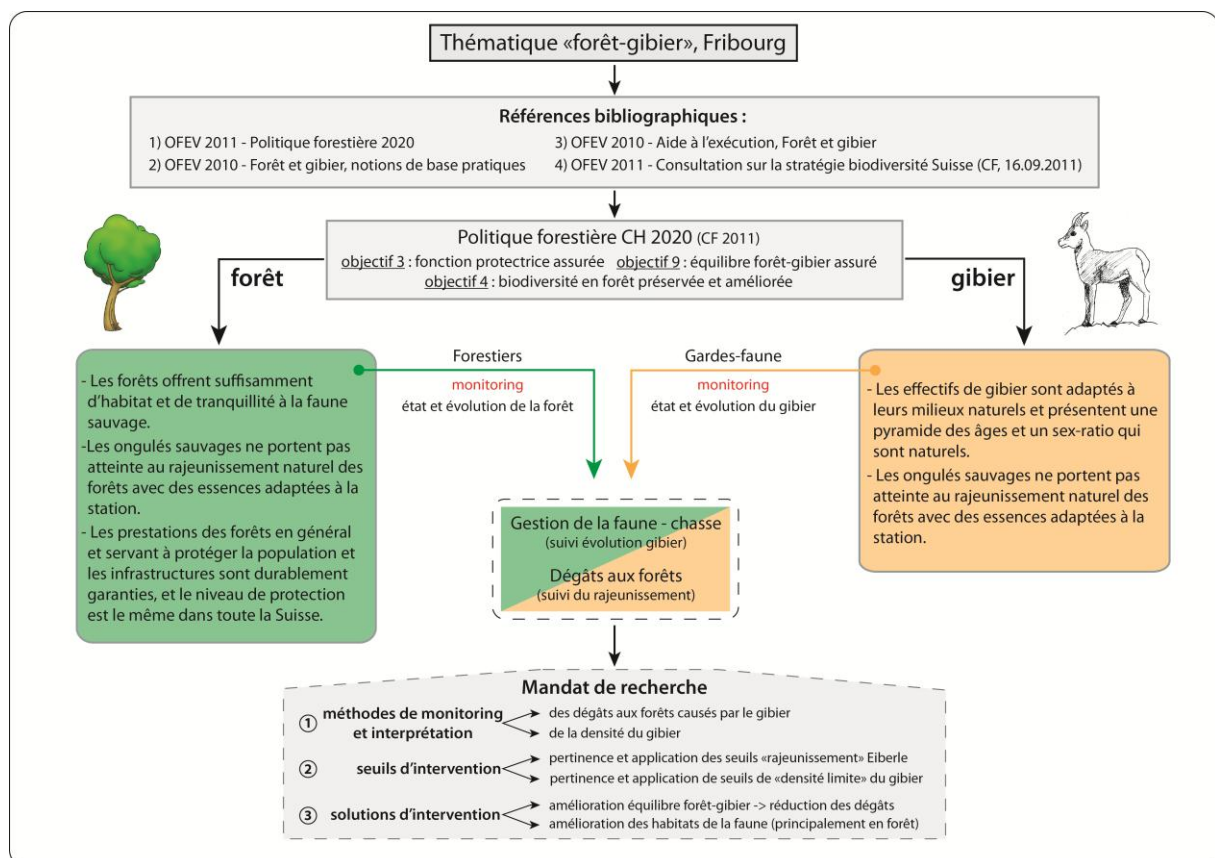 Thématique «forêt-gibier», Fribourg
Références bibliographiques :
1) OFEV 2011 - Politique forestière 2020
2) OFEV 2010 - Forêt et gibier, notions de base pratiques
3) OFEV 2010 - Aide à l'exécution, Forêt et gibier
4) OFEV 2011 - Consultation sur la stratégie biodiversité Suisse (CF, 16.09.2011)
Politique forestière CH 2020 (CF 2011)
objectif 3 : fonction protectrice assurée objectif 9 : équilibre forêt-gibier assuré
objectif 4 : biodiversité en forêt préservée et améliorée
forêt
gibier
- Les forêts offrent suffisamment
d'habitat et de tranquillité à la faune
sauvage.
-Les ongulés sauvages ne portent pas
atteinte au rajeunissement naturel des
forêts avec des essences adaptées à la
station.
- Les prestations des forêts en général
et servant à protéger la population et
les infrastructures sont durablement
garanties, et le niveau de protection
est le même dans toute la Suisse.
Forestiers
monitoring
état et évolution de la forêt
Gardes-faune
monitoring
état et évolution du gibier
- Les effectifs de gibier sont adaptés à
leurs milieux naturels et présentent une
pyramide des âges et un sex-ratio qui
sont naturels.
- Les ongulés sauvages ne portent pas
atteinte au rajeunissement naturel des
forêts avec des essences adaptées à la
station.
Gestion de la faune - chasse
(suivi évolution gibier)
Dégâts aux forêts
(suivi du rajeunissement)
Mandat de recherche
1 méthodes de monitoring
et interprétation
des dégâts aux forêts causés par le gibier
de la densité du gibier
2 seuils d'intervention
pertinence et application des seuils «rajeunissement» Eiberle
pertinence et application de seuils de «densité limite» du gibier
3 solutions d'intervention
amélioration équilibre forêt-gibier -> réduction des dégâts
amélioration des habitats de la faune (principalement en forêt)